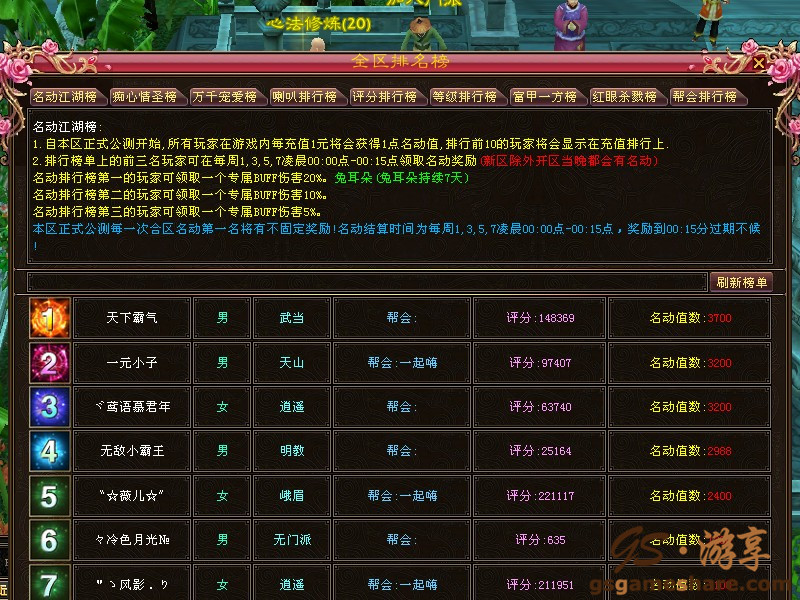 心法修炼(20)
全区排名榜
名动江湖榜 痴心情圣榜 万千宠爱榜 喇叭排行榜 评分排行榜 等级排行榜 富甲一方榜 红眼杀戮榜 帮会排行榜
名动江湖榜:
1.自本区正式公测开始,所有玩家在游戏内每充值1元将会获得1点名动值,排行前10的玩家将会显示在充值排行上.
2.排行榜单上的前三名玩家可在每周1,3,5,7凌晨00:00点-00:15点领取名动奖励(新区除外开区当晚都会有名动)
名动排行榜第一的玩家可领取一个专属BUFF伤害20%。兔耳朵(兔耳朵持续7天)
名动排行榜第二的玩家可领取一个专属BUFF伤害10%。
名动排行榜第三的玩家可领取一个专属BUFF伤害5%。
本区正式公测每一次合区名动第一名将有不固定奖励!名动结算时间为每周1,3,5,7凌晨00:00点-00:15点，奖励到00:15分过期不候
!
刷新榜单
1 天下霸气 男 武当 帮会: 评分:148369 名动值数:3700
2 一元小子 男 天山 帮会:一起嗨 评分:97407 名动值数:3200
3 ヾ莺语慕君年 女 逍遥 帮会: 评分:63740 名动值数:3200
4 无敌小霸王 男 明教 帮会: 评分:25164 名动值数:2988
5 “☆薇儿☆” 女 峨眉 帮会:一起嗨 评分:221117 名动值数:2400
6 々冷色月光№ 男 无门派 帮会: 评分:635 名动值数:
7 "ゝ风影.り 女 逍遥 帮会:一起嗨 评分:211951 名动值数:
GS·游享
gsgameshare.com